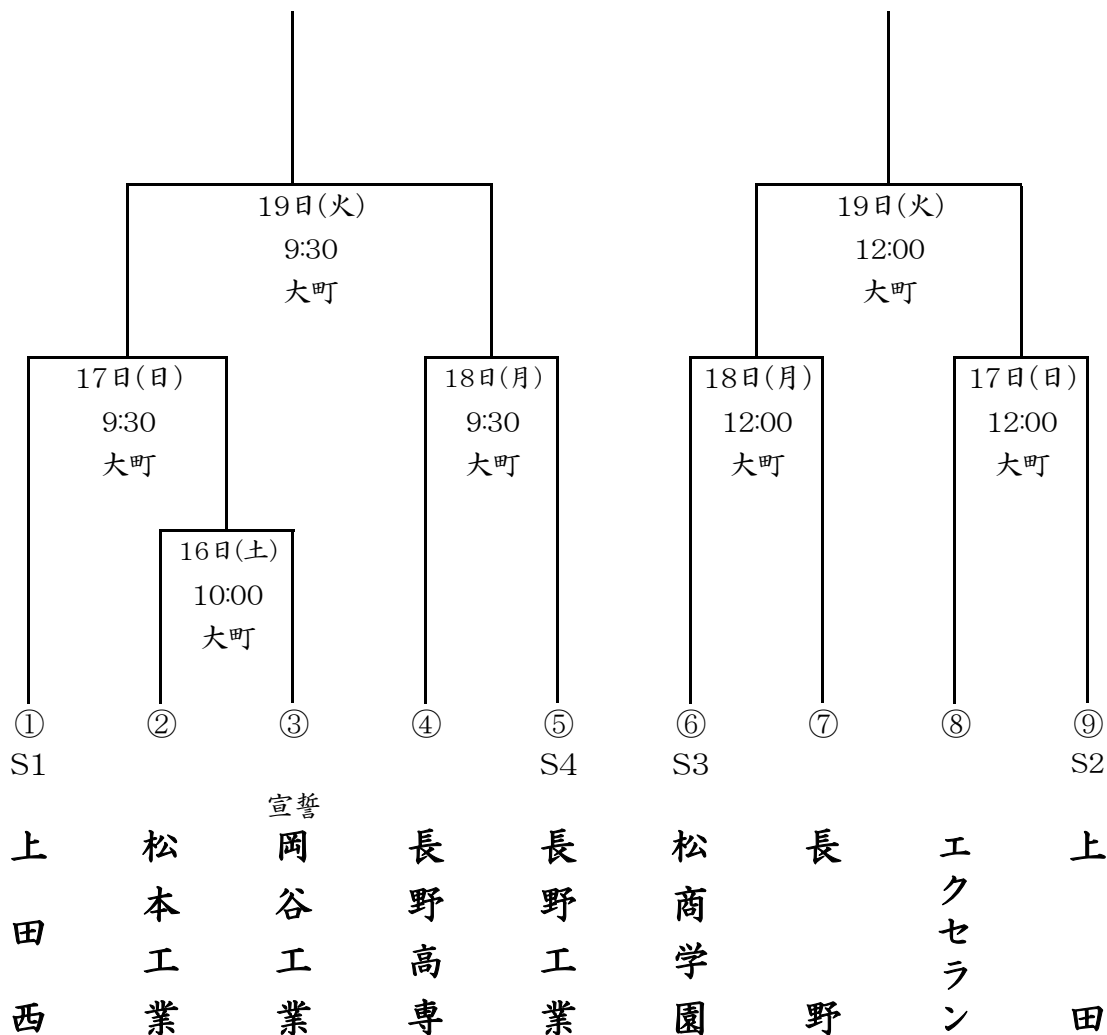 19日(火)
9:30
大町
19日(火)
12:00
大町
17日(日)
9:30
大町
18日(月)
9:30
大町
18日(月)
12:00
大町
17日(日)
12:00
大町
16日(土)
10:00
大町
①
②
③
④
⑤
⑥
⑦
⑧
⑨
S1
S4
S3
S2
宣誓
上田西
松本工業
岡谷工業
長野高専
長野工業
松商学園
長野
エクセラン
上田